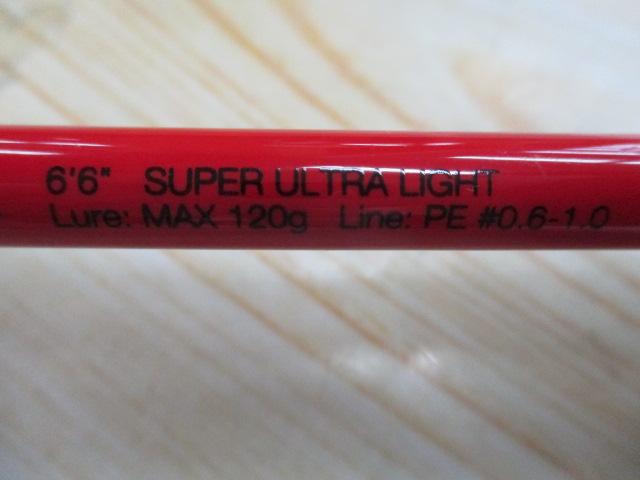 6'6" SUPER ULTRA LIGHT
Lure: MAX 120g Line: PE #0.6-1.0